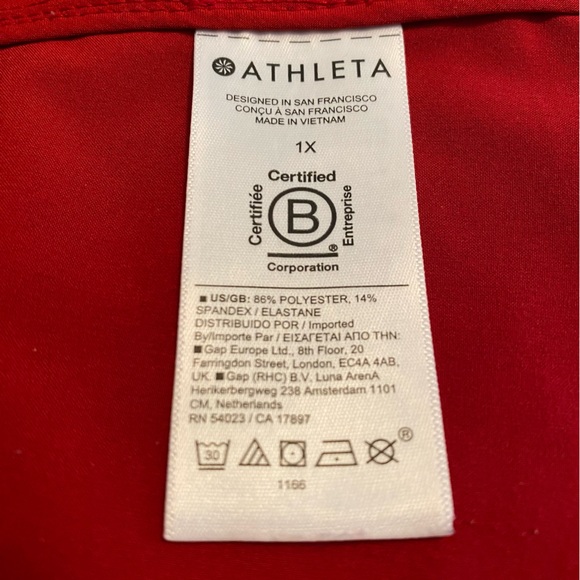 ATHLETA
DESIGNED IN SAN FRANCISCO
CONÇU À SAN FRANCISCO
MADE IN VIETNAM
1X
Certified
Certifiée
B
Entreprise
®
Corporation
US/GB: 86% POLYESTER, 14%
SPANDEX / ELASTANE
DISTRIBUIDO POR / Imported
By/Importe Par / ΕΙΣΑΓΕΤΑΙ ΑΠΟ ΤΗΝ:
Gap Europe Ltd., 8th Floor, 20
Farringdon Street, London, EC4A 4AB,
UK. Gap (RHC) B.V. Luna ArenA
Herikerbergweg 238 Amsterdam 1101
CM, Netherlands
RN 54023 / CA 17897
30
®
1166